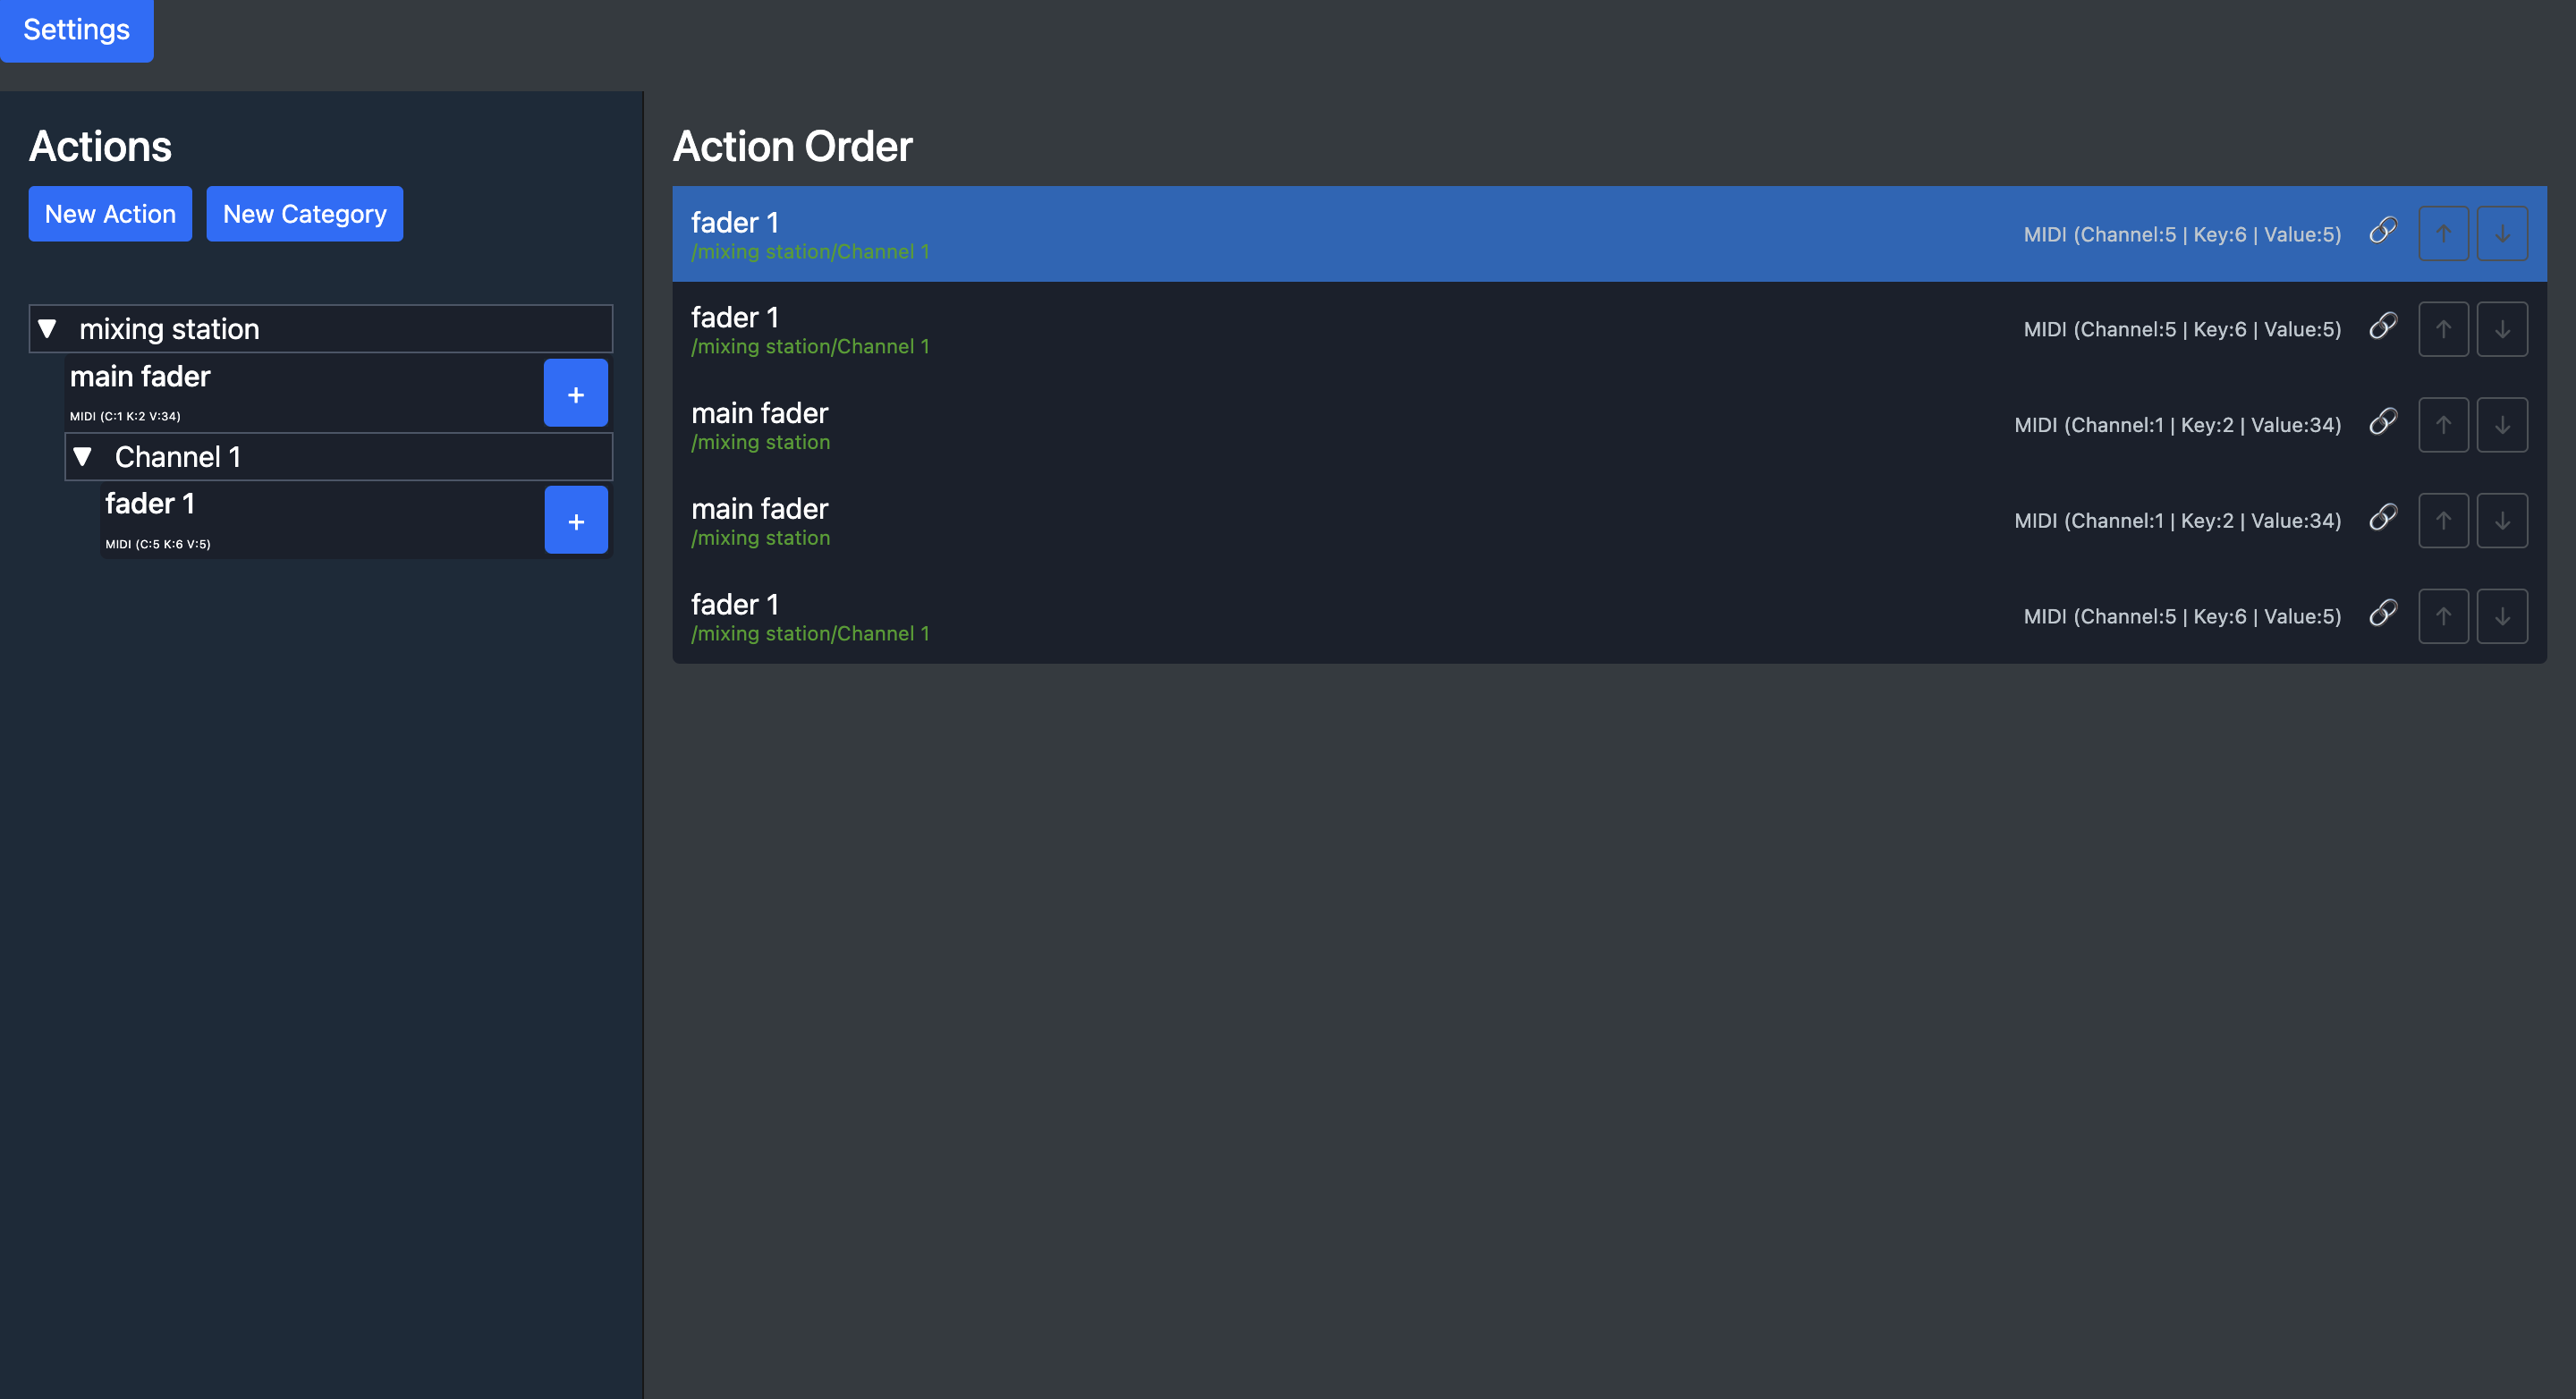 Settings
Actions
New Action
New Category
mixing station
main fader
MIDI (C:1 K:2 V:34)
+
Channel 1
fader 1
MIDI (C:5 K:6 V:5)
+
Action Order
fader 1
/mixing station/Channel 1
MIDI (Channel:5 | Key:6 | Value:5)
fader 1
/mixing station/Channel 1
MIDI (Channel:5 | Key:6 | Value:5)
main fader
/mixing station
MIDI (Channel:1 | Key:2 | Value:34)
main fader
/mixing station
MIDI (Channel:1 | Key:2 | Value:34)
fader 1
/mixing station/Channel 1
MIDI (Channel:5 | Key:6 | Value:5)